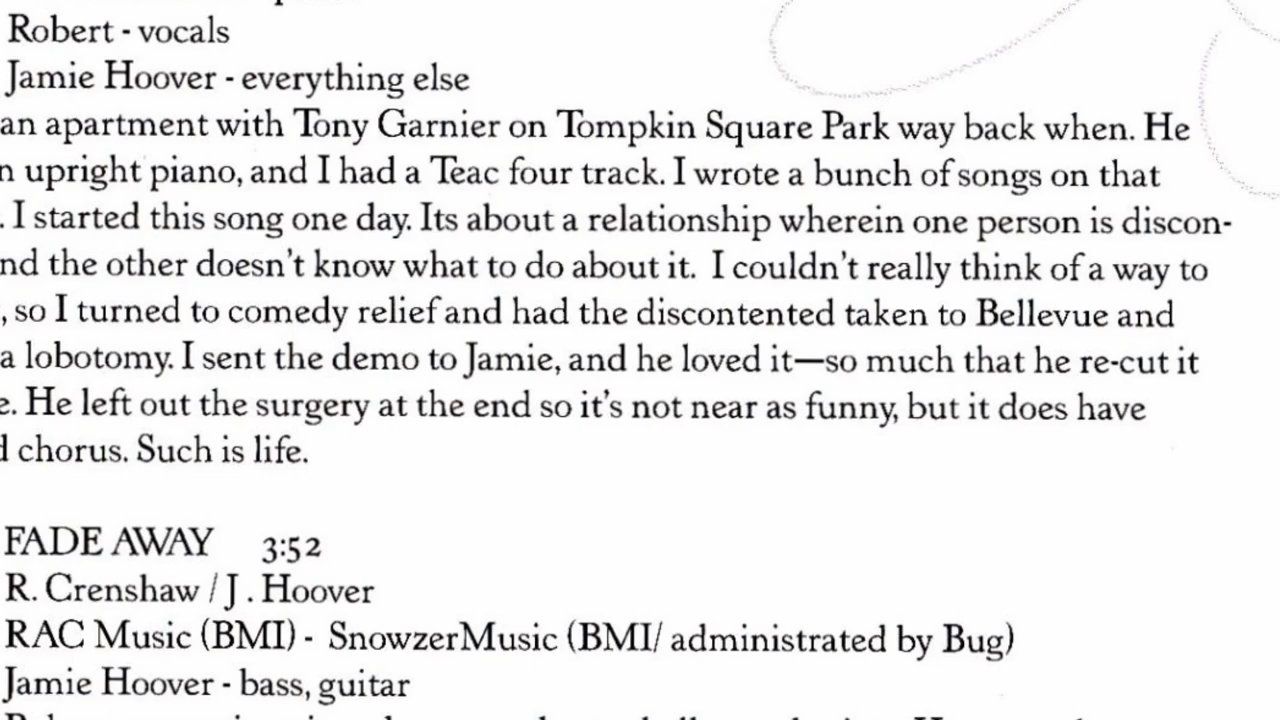 Robert - vocals
Jamie Hoover - everything else
an apartment with Tony Garnier on Tompkin Square Park way back when. He
n upright piano, and I had a Teac four track. I wrote a bunch of songs on that
. I started this song one day. Its about a relationship wherein one person is discon-
nd the other doesn't know what to do about it. I couldn't really think of a way to
, so I turned to comedy relief and had the discontented taken to Bellevue and
a lobotomy. I sent the demo to Jamie, and he loved it—so much that he re-cut it
e. He left out the surgery at the end so it's not near as funny, but it does have
d chorus. Such is life.
FADE AWAY 3:52
R. Crenshaw / J . Hoover
RAC Music (BMI) - SnowzerMusic (BMI/ administrated by Bug)
Jamie Hoover - bass, guitar